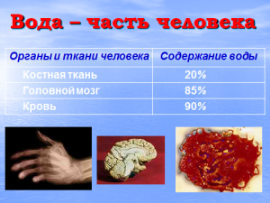 Вода – часть человека
Органы и ткани человека Содержание воды
Костная ткань 20%
Головной мозг 85%
Кровь 90%